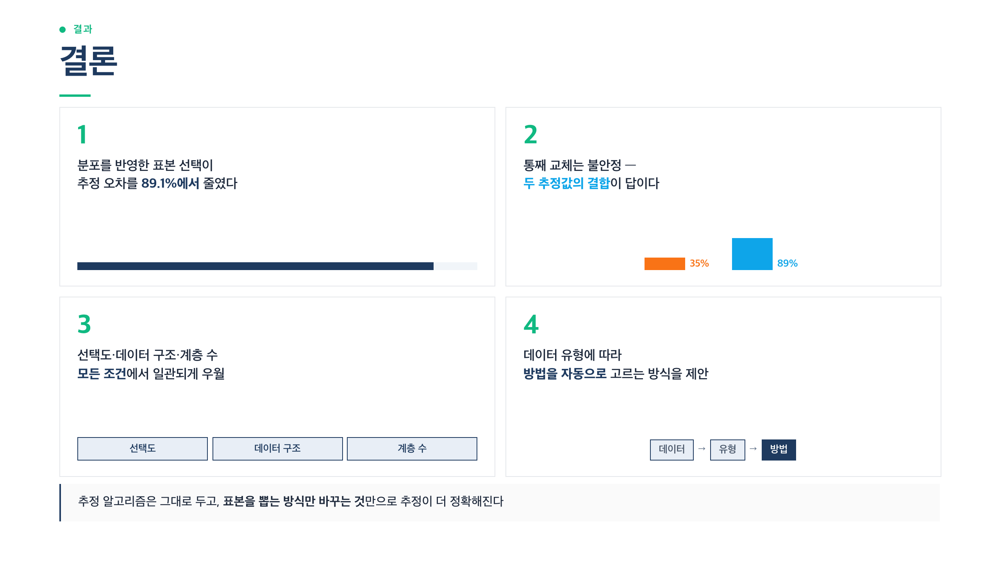 결과
결론
1
분포를 반영한 표본 선택이
추정 오차를 89.1%에서 줄였다
2
통째 교체는 불안정 —
두 추정값의 결합이 답이다
35%
89%
3
선택도·데이터 구조·계층 수
모든 조건에서 일관되게 우월
선택도
데이터 구조
계층 수
4
데이터 유형에 따라
방법을 자동으로 고르는 방식을 제안
데이터 → 유형 → 방법
추정 알고리즘은 그대로 두고, 표본을 뽑는 방식만 바꾸는 것만으로 추정이 더 정확해진다